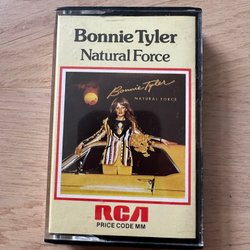 Bonnie Tyler
Natural Force
Bonnie Tyler
NATURAL FORCE
RCA
PRICE CODE MM